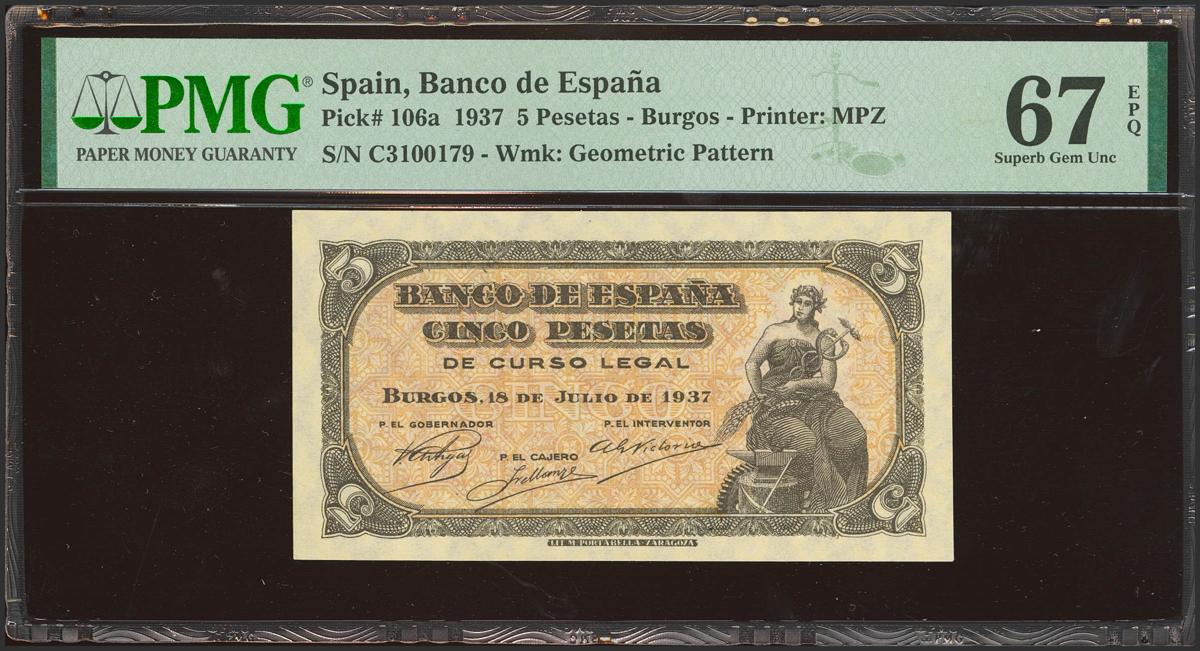 PMG®
PAPER MONEY GUARANTY
Spain, Banco de España
Pick# 106a 1937 5 Pesetas - Burgos - Printer: MPZ
S/N C3100179 - Wmk: Geometric Pattern
67
EPQ
Superb Gem Unc
5
5
BANCO DE ESPAÑA
CINCO PESETAS
DE CURSO LEGAL
CINCO
BURGOS, 18 DE JULIO DE 1937
P. EL GOBERNADOR
P. EL INTERVENTOR
P. EL CAJERO
5
5
LIT. M. PORTABELLA - ZARAGOZA
PMG